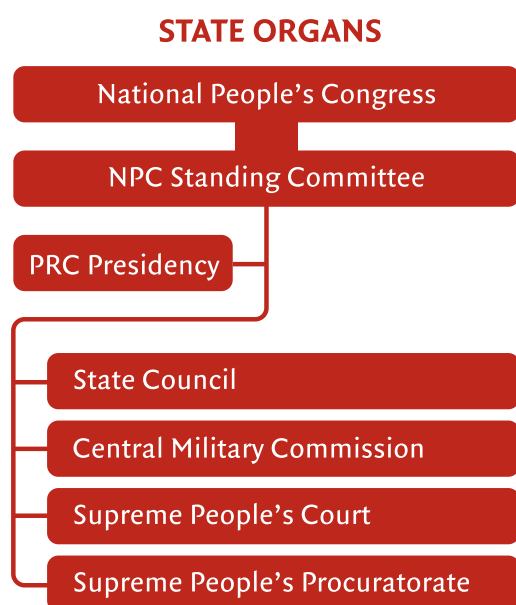 STATE ORGANS
National People’s Congress
NPC Standing Committee
PRC Presidency
State Council
Central Military Commission
Supreme People’s Court
Supreme People’s Procuratorate